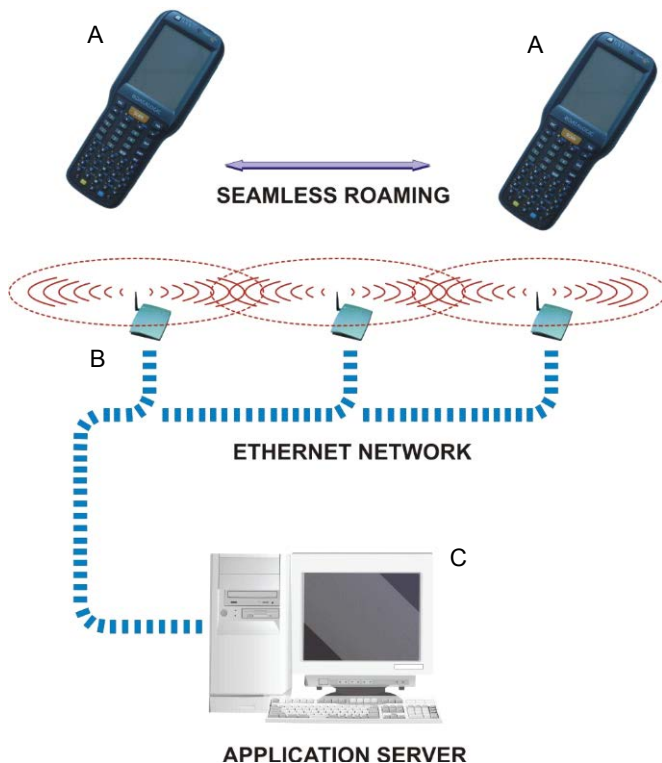 A
A
SEAMLESS ROAMING
B
ETHERNET NETWORK
C
APPLICATION SERVER